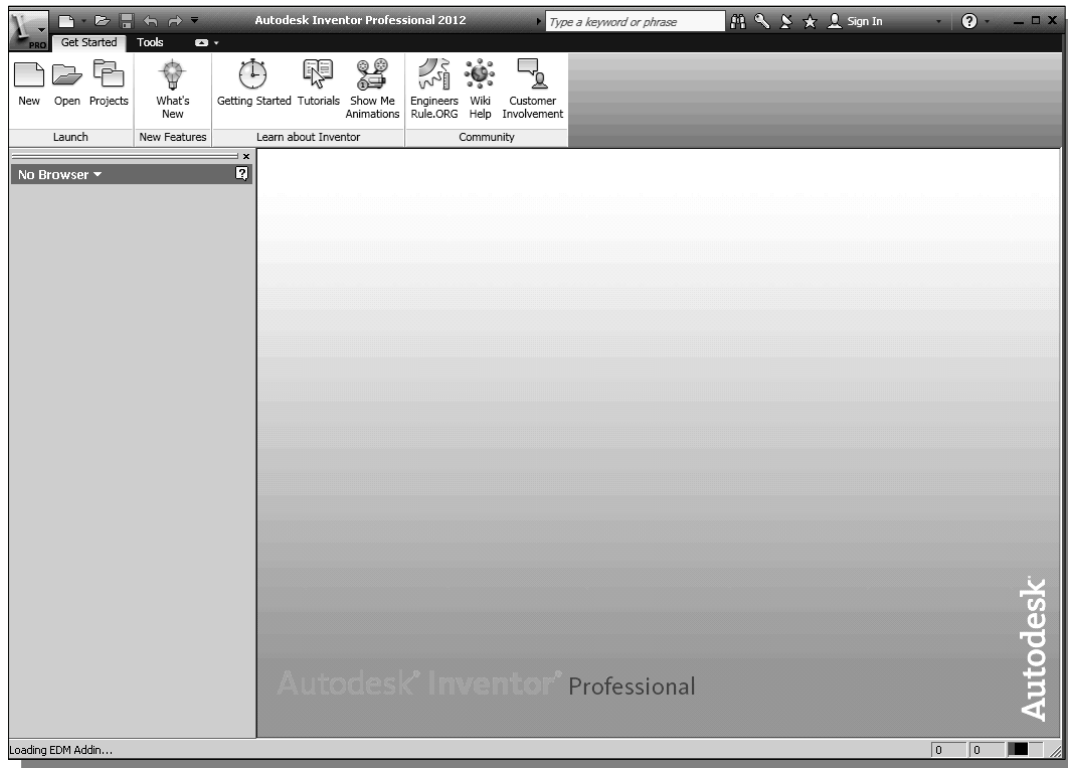 Autodesk Inventor Professional 2012
Type a keyword or phrase
Sign In
PRO
Get Started
Tools
New
Open
Projects
What's
New
Getting Started
Tutorials
Show Me
Animations
Engineers
Rule.ORG
Wiki
Help
Customer
Involvement
Launch
New Features
Learn about Inventor
Community
No Browser
Autodesk® Inventor® Professional
Autodesk
Loading EDM Addin...
0
0